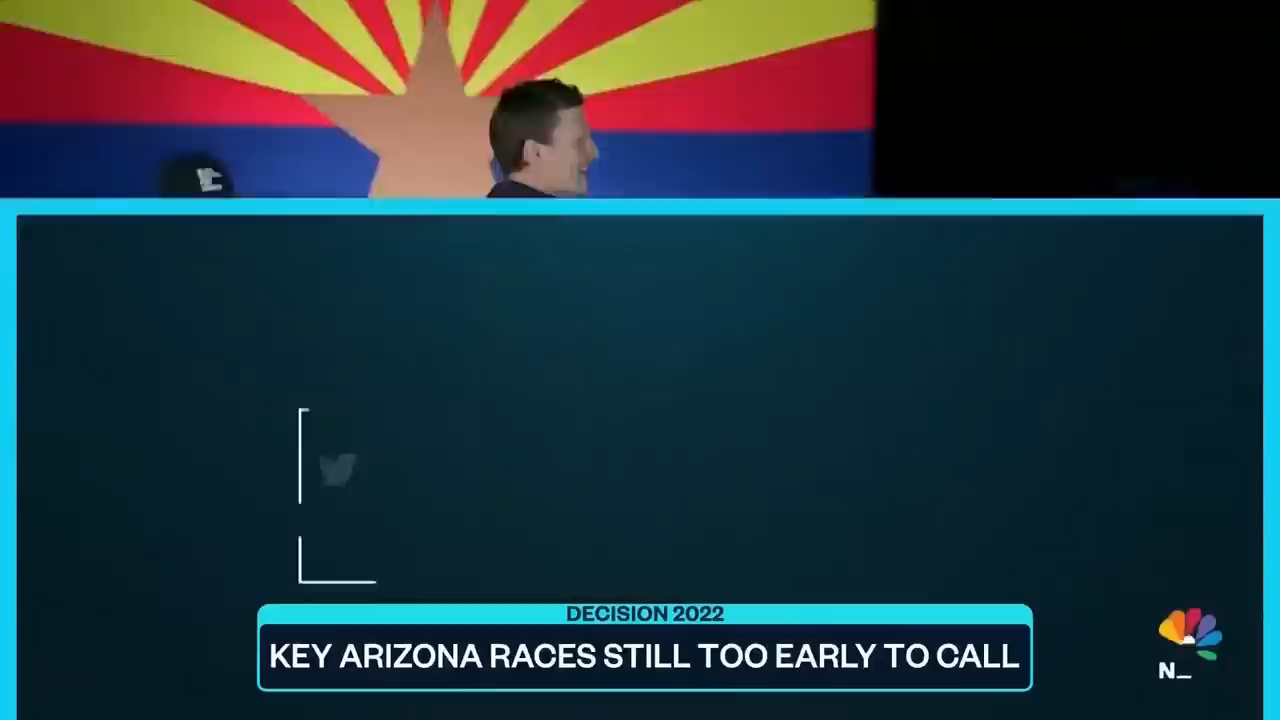 DECISION 2022
KEY ARIZONA RACES STILL TOO EARLY TO CALL
N_